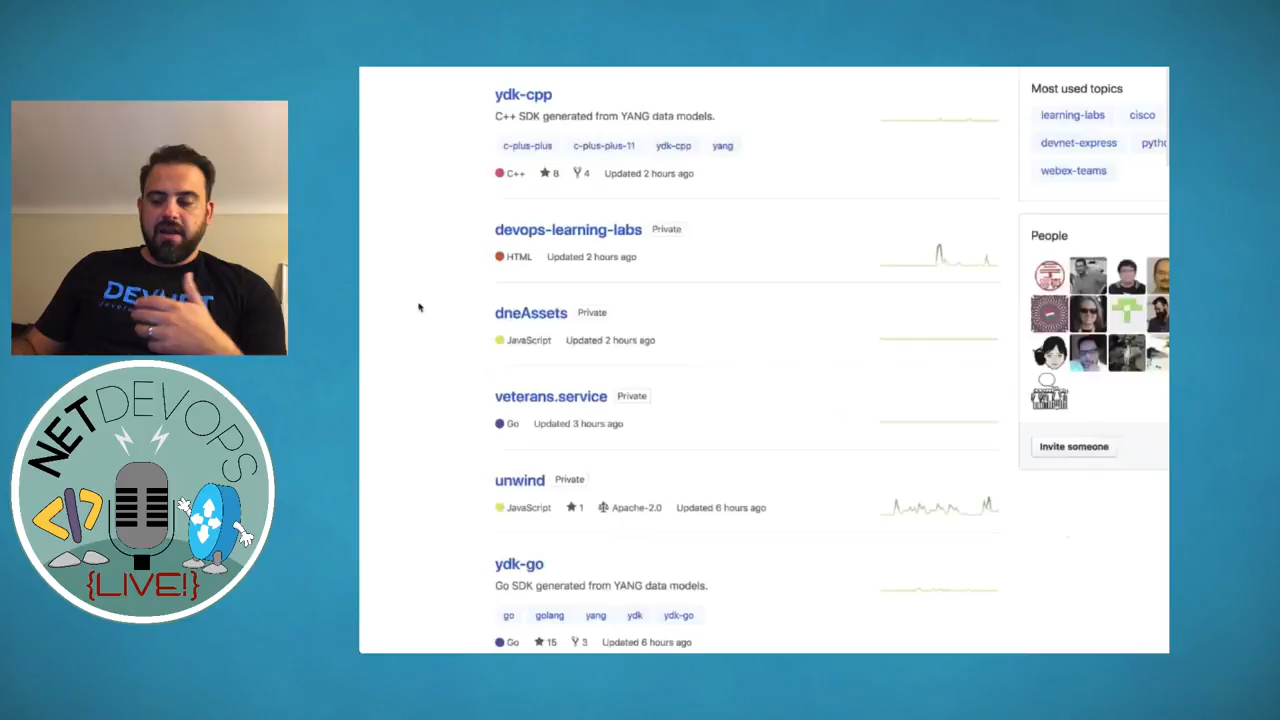 DEVNET
NETDEVOPS
{LIVE!}
ydk-cpp
C++ SDK generated from YANG data models.
c-plus-plus c-plus-plus-11 ydk-cpp yang
C++ 8 4 Updated 2 hours ago
devops-learning-labs Private
HTML Updated 2 hours ago
dneAssets Private
JavaScript Updated 2 hours ago
veterans.service Private
Go Updated 3 hours ago
unwind Private
JavaScript 1 Apache-2.0 Updated 6 hours ago
ydk-go
Go SDK generated from YANG data models.
go golang yang ydk ydk-go
Go 15 3 Updated 6 hours ago
Most used topics
learning-labs cisco
devnet-express pytho
webex-teams
People
Invite someone